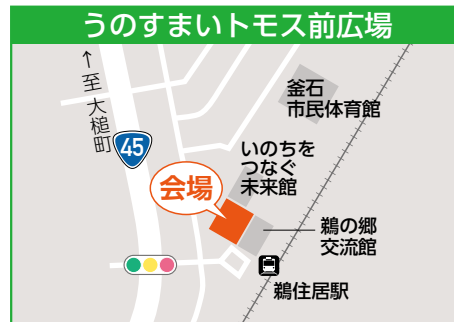 うのすまいトモス前広場
↑至大槌町
45
釜石
市民体育館
いのちを
つなぐ
未来館
会場
鵜の郷
交流館
鵜住居駅